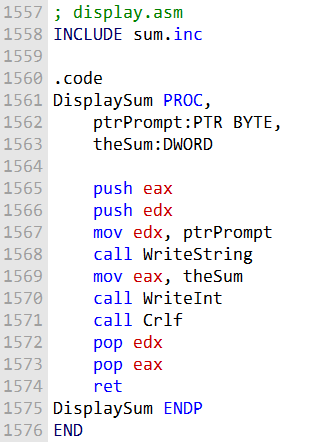 1557 ; display.asm
1558 INCLUDE sum.inc
1559
1560 .code
1561 DisplaySum PROC,
1562     ptrPrompt:PTR BYTE,
1563     theSum:DWORD
1564
1565     push eax
1566     push edx
1567     mov edx, ptrPrompt
1568     call WriteString
1569     mov eax, theSum
1570     call WriteInt
1571     call Crlf
1572     pop edx
1573     pop eax
1574     ret
1575 DisplaySum ENDP
1576 END